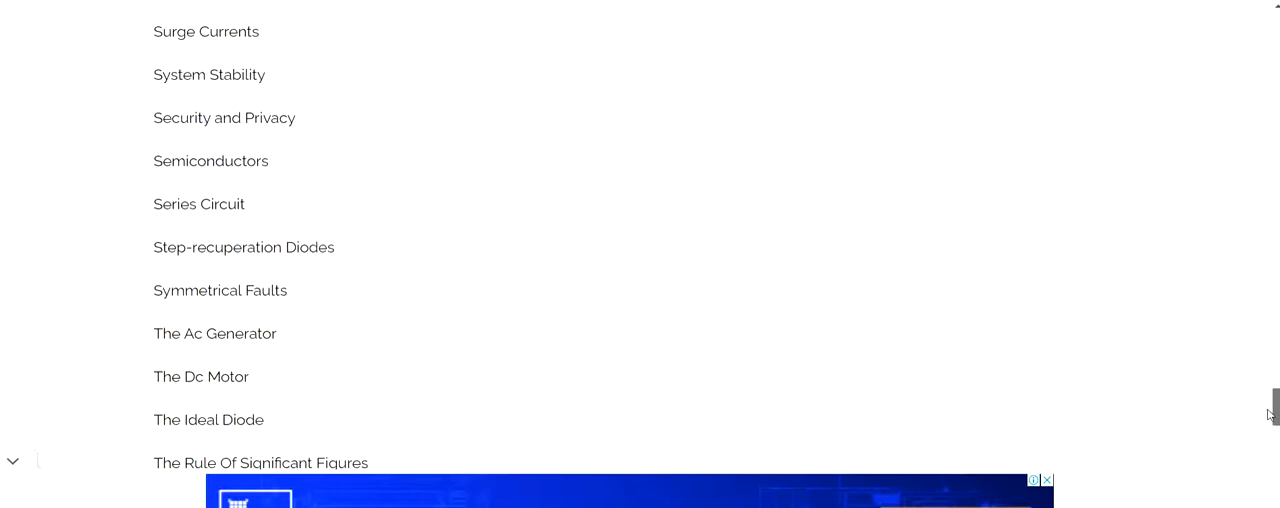 Surge Currents
System Stability
Security and Privacy
Semiconductors
Series Circuit
Step-recuperation Diodes
Symmetrical Faults
The Ac Generator
The Dc Motor
The Ideal Diode
The Rule Of Significant Figures